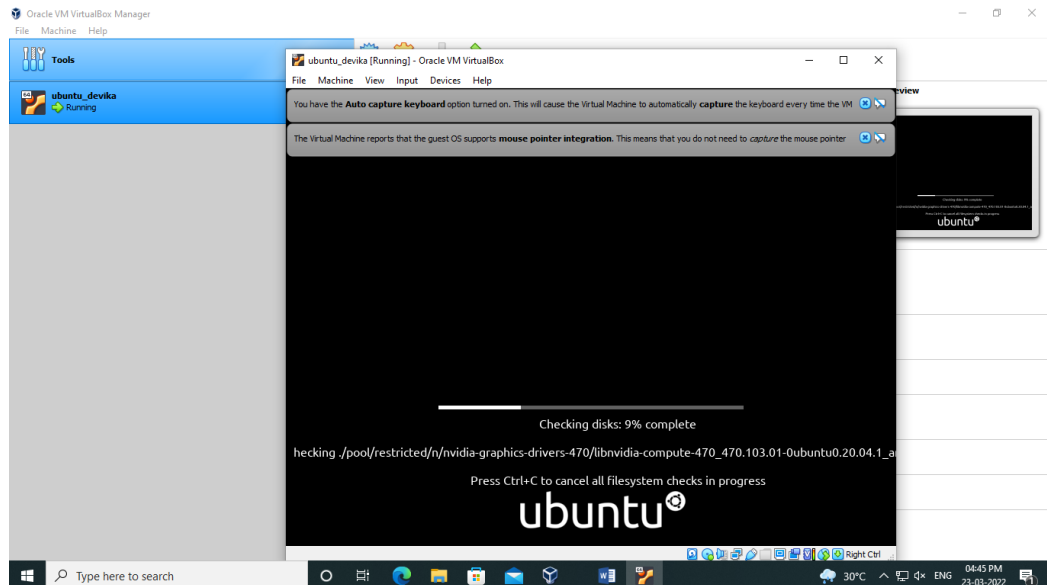 Oracle VM VirtualBox Manager
File Machine Help
Tools
ubuntu_devika
Running
64
ubuntu_devika [Running] - Oracle VM VirtualBox
File Machine View Input Devices Help
You have the Auto capture keyboard option turned on. This will cause the Virtual Machine to automatically capture the keyboard every time the VM
The Virtual Machine reports that the guest OS supports mouse pointer integration. This means that you do not need to capture the mouse pointer
eview
ubuntu
Checking disks: 9% complete
hecking ./pool/restricted/n/nvidia-graphics-drivers-470/libnvidia-compute-470_470.103.01-0ubuntu0.20.04.1_a
Press Ctrl+C to cancel all filesystem checks in progress
ubuntu
Right Ctrl
Type here to search
30°C
ENG
04:45 PM
23-03-2022